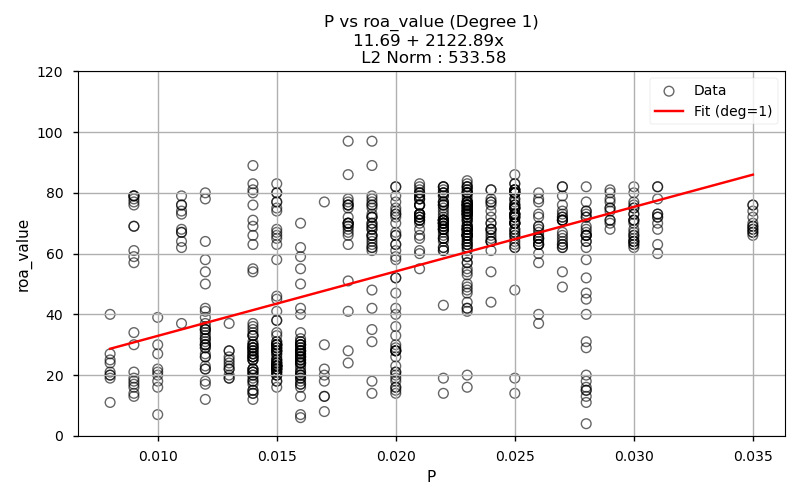 P vs roa_value (Degree 1)
11.69 + 2122.89x
L2 Norm : 533.58
120
100
80
60
40
20
0
roa_value
Data
Fit (deg=1)
0.010
0.015
0.020
0.025
0.030
0.035
P